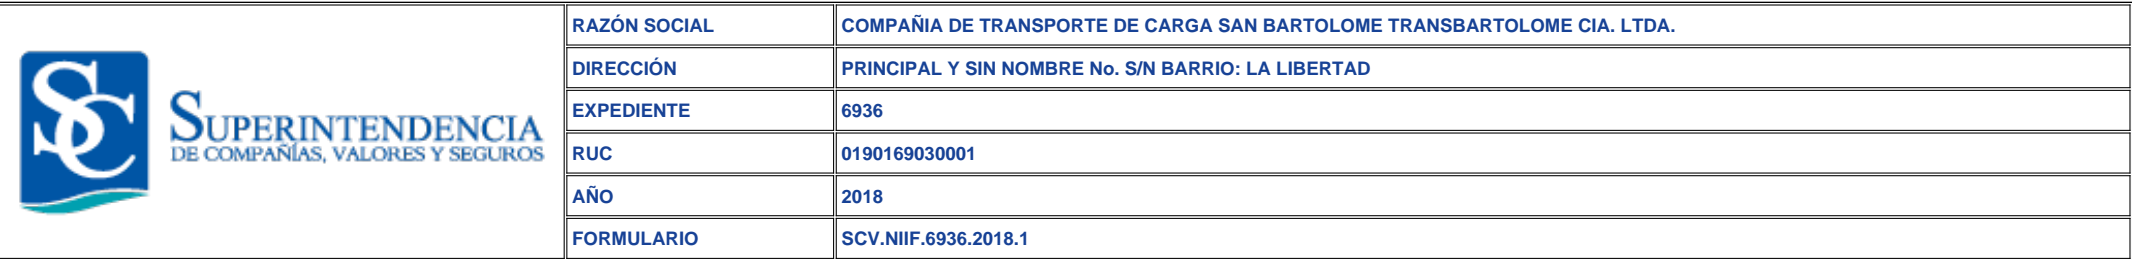 SC
SUPERINTENDENCIA
DE COMPAÑÍAS, VALORES Y SEGUROS
RAZÓN SOCIAL COMPAÑIA DE TRANSPORTE DE CARGA SAN BARTOLOME TRANSBARTOLOME CIA. LTDA.
DIRECCIÓN PRINCIPAL Y SIN NOMBRE No. S/N BARRIO: LA LIBERTAD
EXPEDIENTE 6936
RUC 0190169030001
AÑO 2018
FORMULARIO SCV.NIIF.6936.2018.1